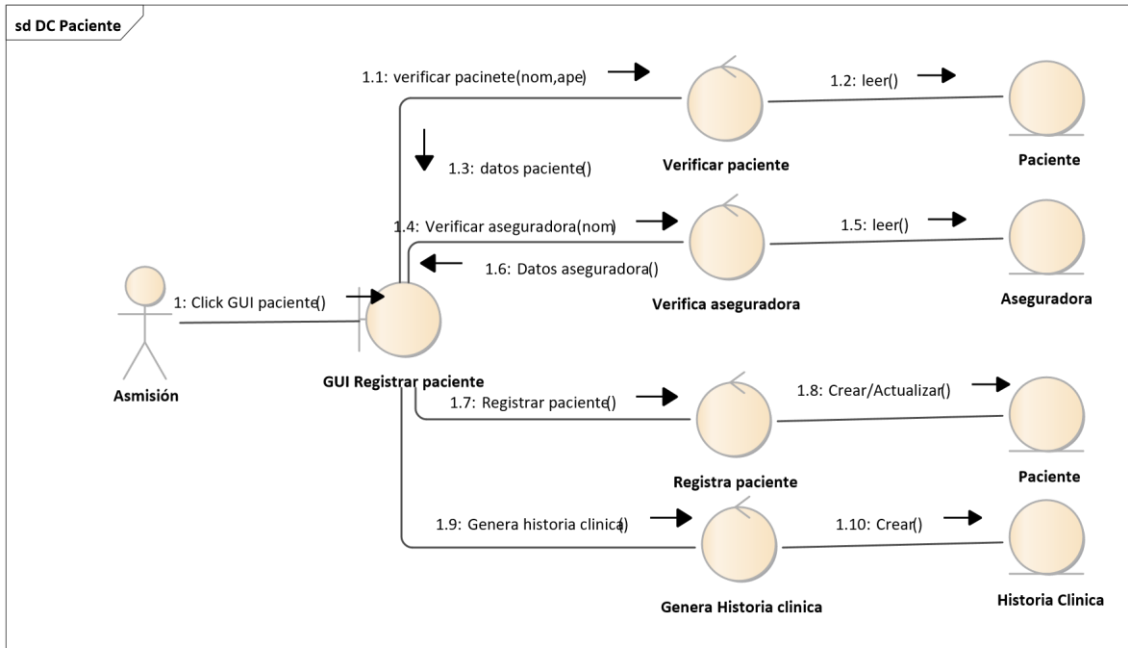 sd DC Paciente
1.1: verificar pacinete(nom,ape)
1.2: leer()
Verificar paciente
Paciente
1.3: datos paciente()
1.4: Verificar aseguradora(nom)
1.5: leer()
1.6: Datos aseguradora()
Verifica aseguradora
Aseguradora
1: Click GUI paciente()
Asmisión
GUI Registrar paciente
1.7: Registrar paciente()
1.8: Crear/Actualizar()
Registra paciente
Paciente
1.9: Genera historia clinica()
1.10: Crear()
Genera Historia clinica
Historia Clinica